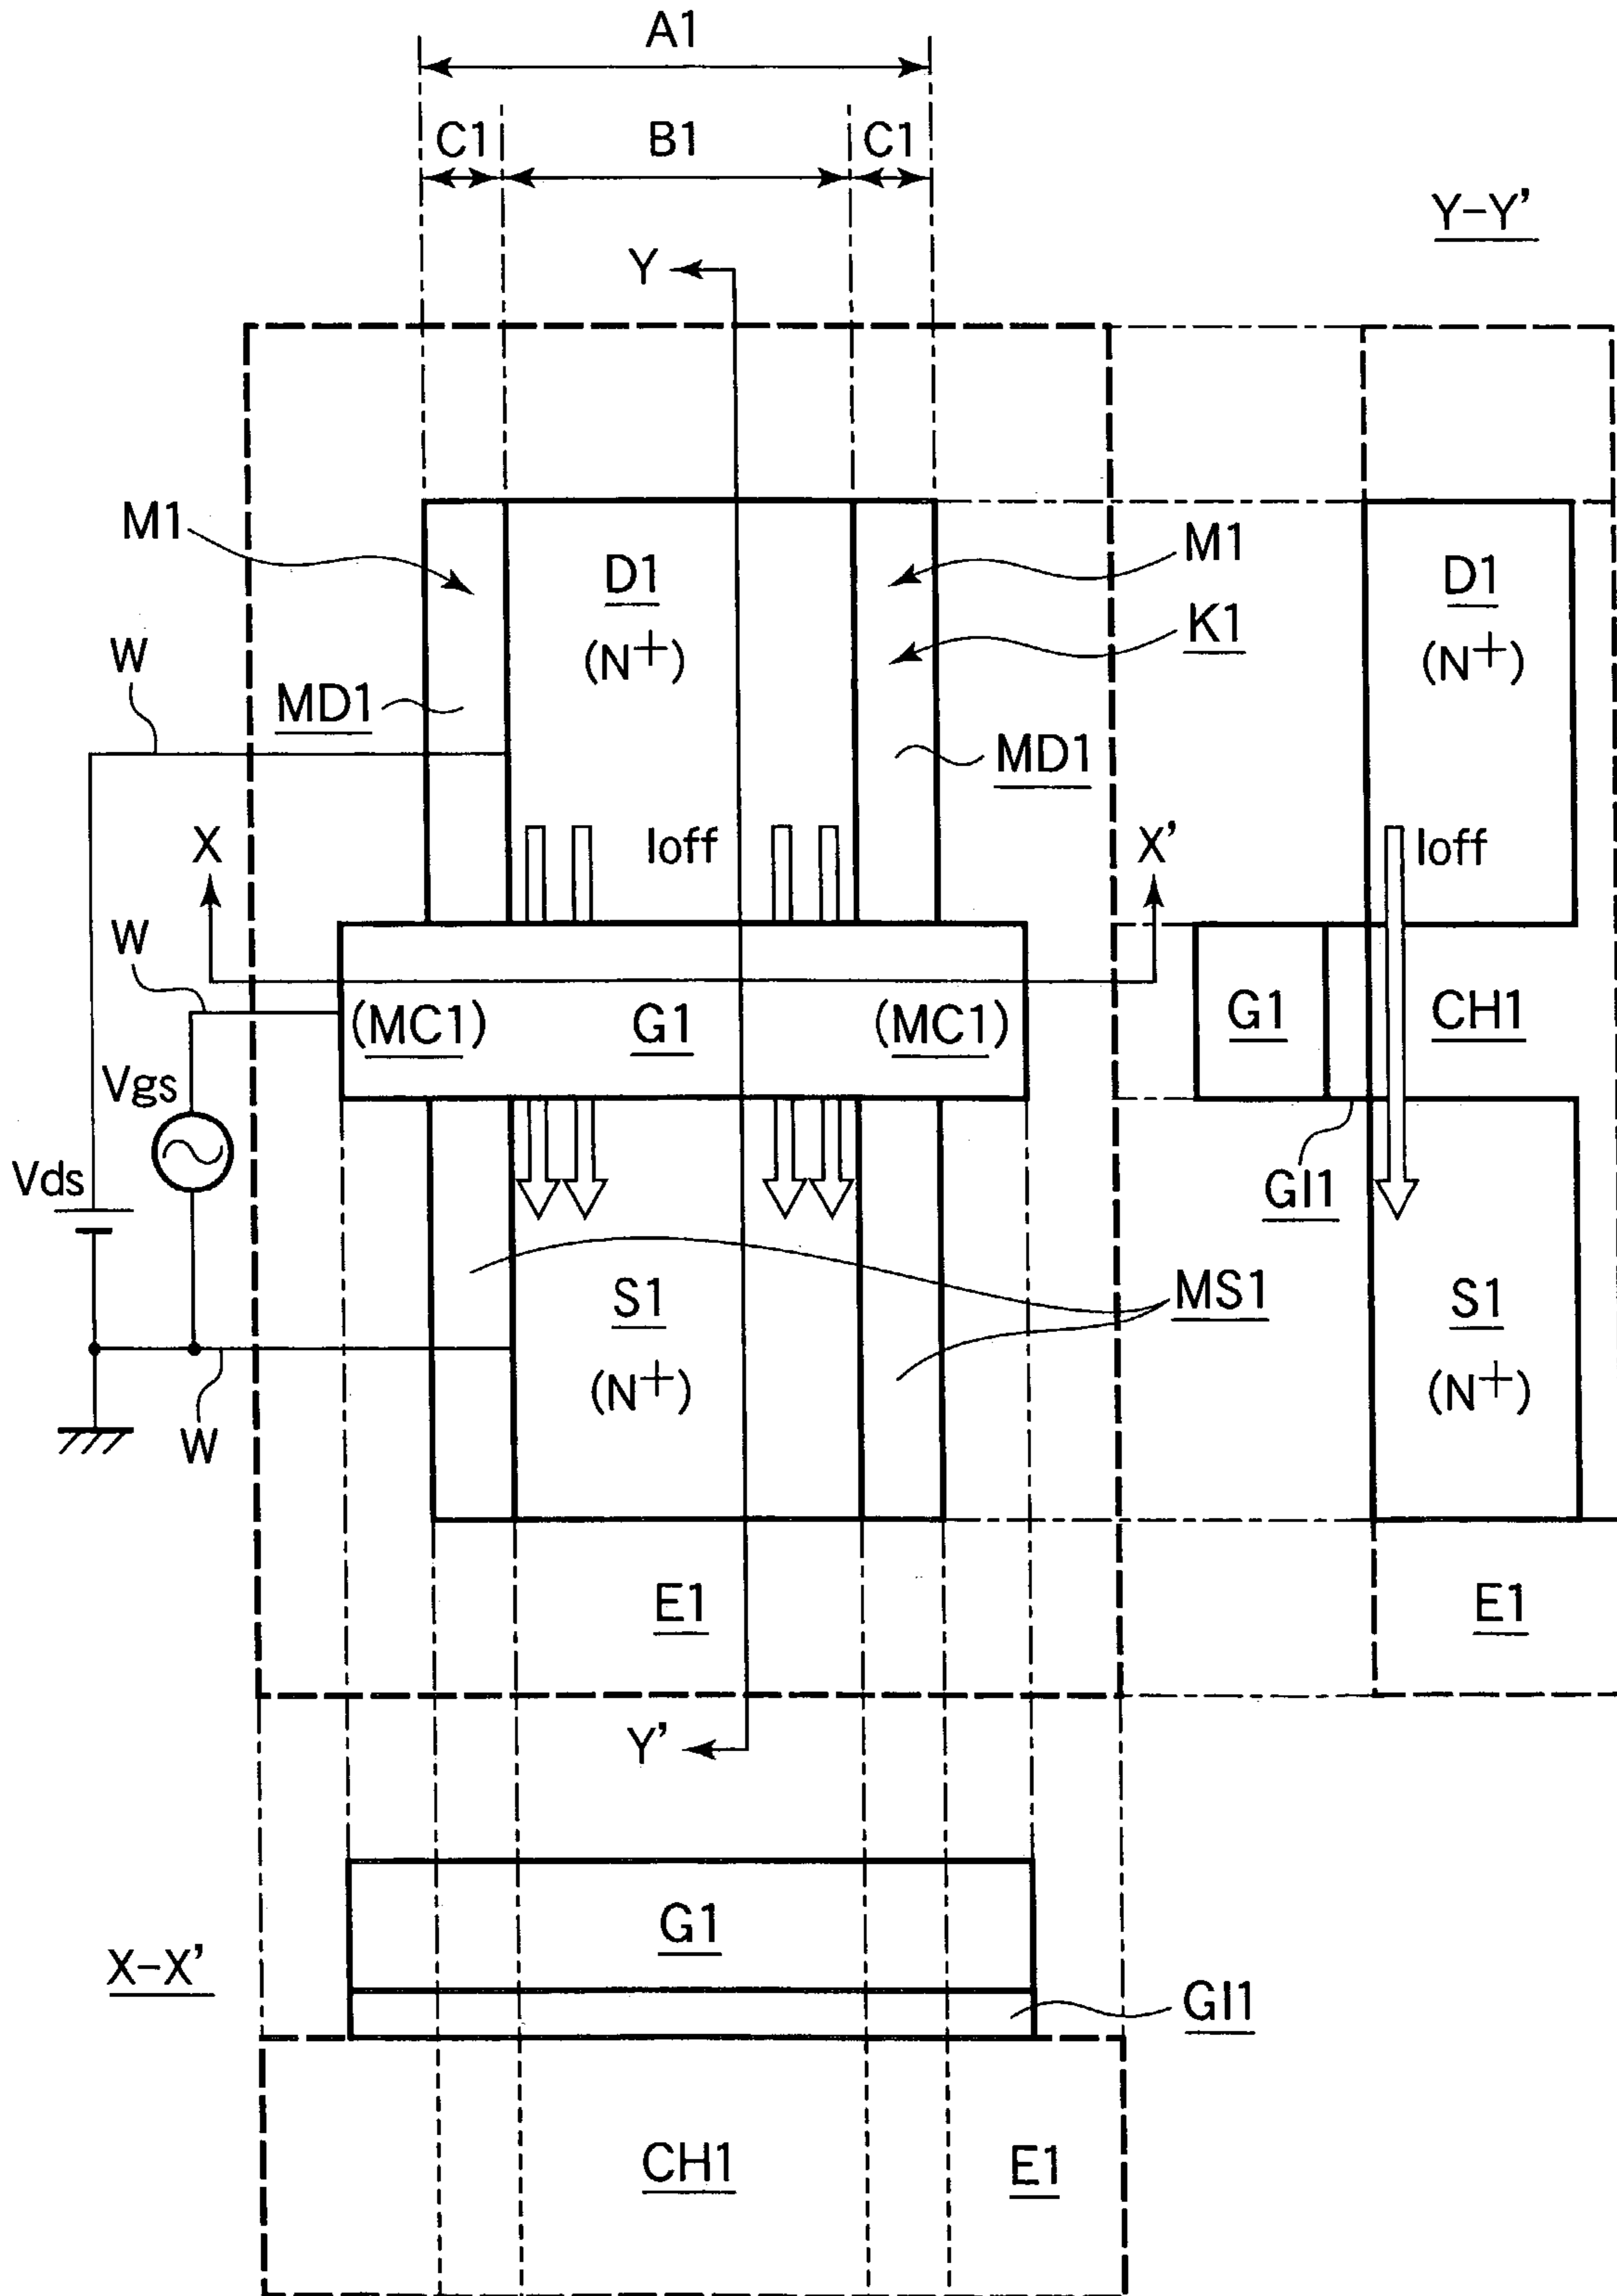 A1
C1 B1 C1
Y-Y'
Y
M1 M1
D1 D1
K1
(N+) (N+)
W
MD1
MD1
X Ioff X' Ioff
W
(MC1) G1 (MC1) G1 CH1
Vgs
Vds
GI1
S1 MS1 S1
(N+) (N+)
W
E1 E1
Y'
G1
X-X'
GI1
CH1 E1